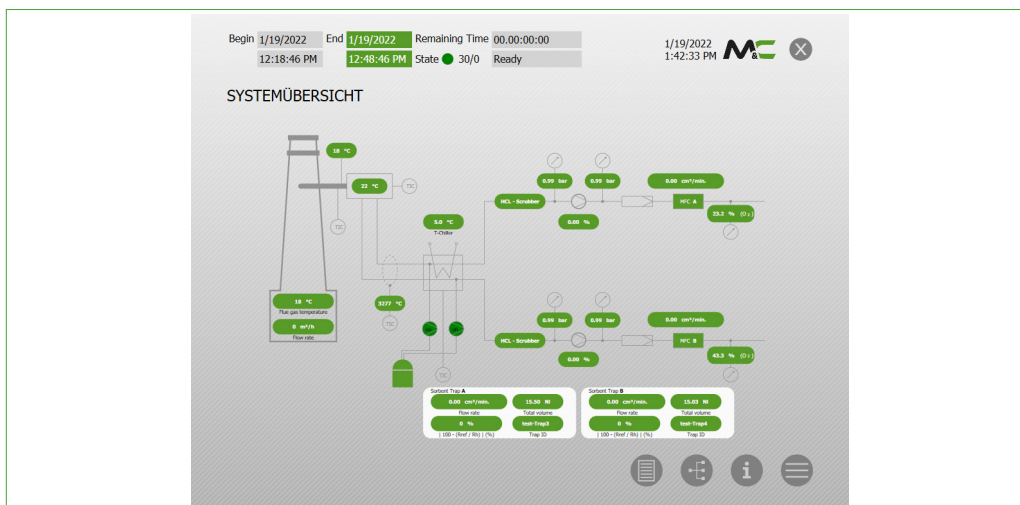 Begin 1/19/2022 End 1/19/2022 Remaining Time 00.00:00:00
12:18:46 PM 12:48:46 PM State 30/0 Ready
1/19/2022
1:42:33 PM
M&C
SYSTEMÜBERSICHT
18 °C
22 °C
TIC
TIC
5.0 °C
T-Chiller
3277 °C
TIC
TIC
18 °C
Flue gas temperature
0 m³/h
Flow rate
0.99 bar 0.99 bar 0.00 cm³/min.
HCL - Scrubber MFC A
0.00 %
23.2 % (O₂)
0.99 bar 0.99 bar 0.00 cm³/min.
HCL - Scrubber MFC B
0.00 %
43.3 % (O₂)
Sorbent Trap A
0.00 cm³/min. 15.50 Nl
Flow rate Total volume
0 % test-Trap3
| 100 - (Rref / Rh) | (%) Trap ID
Sorbent Trap B
0.00 cm³/min. 15.03 Nl
Flow rate Total volume
0 % test-Trap4
| 100 - (Rref / Rh) | (%) Trap ID